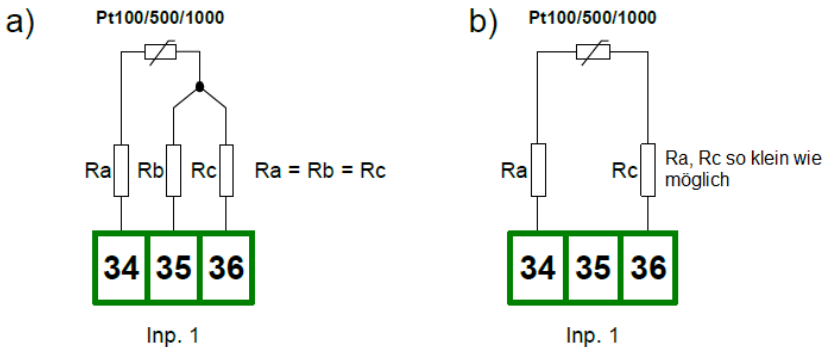 a)
Pt100/500/1000
Ra Rb Rc Ra = Rb = Rc
34 35 36
Inp. 1
b)
Pt100/500/1000
Ra Rc Ra, Rc so klein wie
möglich
34 35 36
Inp. 1